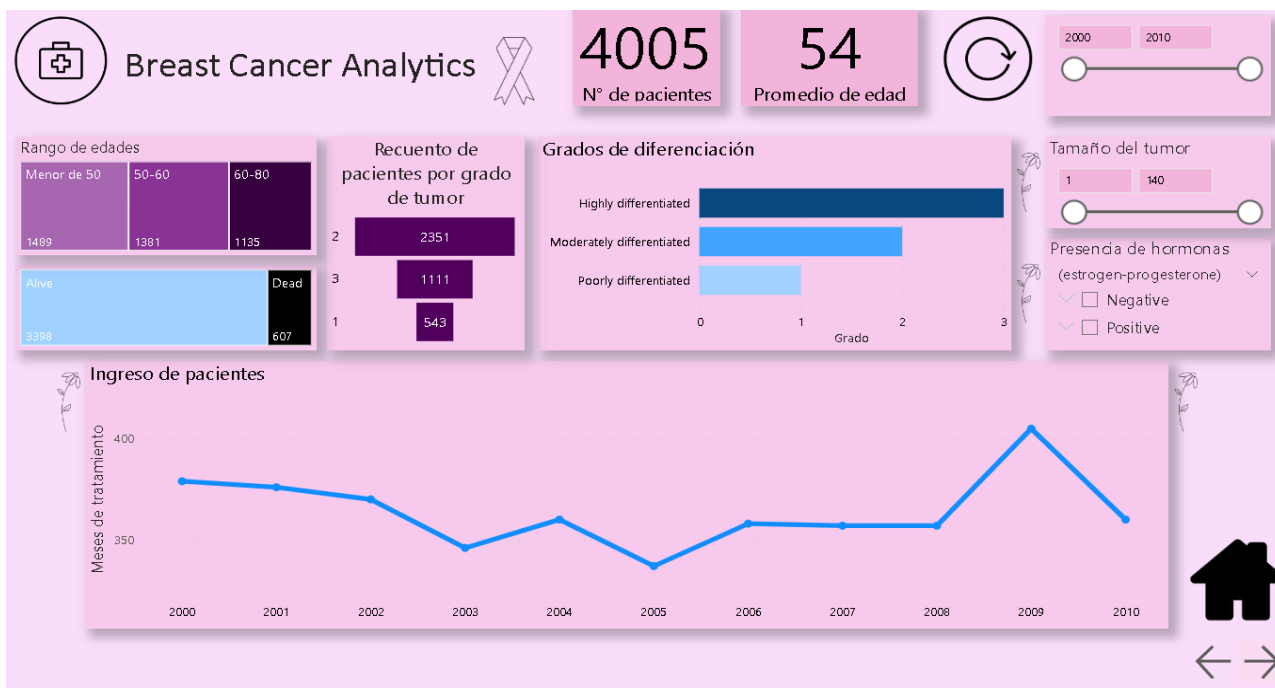 Breast Cancer Analytics
4005
N° de pacientes
54
Promedio de edad
2000 2010
Rango de edades
Menor de 50 50-60 60-80
1489 1381 1135
Alive Dead
3398 607
Recuento de
pacientes por grado
de tumor
2 2351
3 1111
1 543
Grados de diferenciación
Highly differentiated
Moderately differentiated
Poorly differentiated
0 1 2 3
Grado
Tamaño del tumor
1 140
Presencia de hormonas
(estrogen-progesterone)
Negative
Positive
Ingreso de pacientes
Meses de tratamiento
400
350
2000 2001 2002 2003 2004 2005 2006 2007 2008 2009 2010